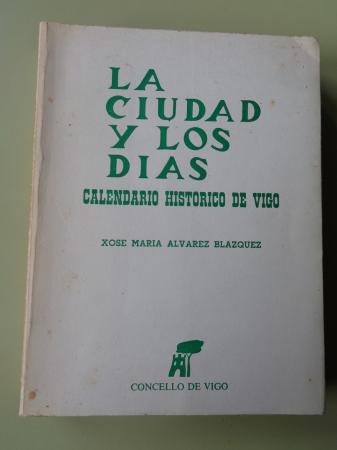 LA
CIUDAD
Y LOS
DIAS
CALENDARIO HISTORICO DE VIGO
XOSE MARIA ALVAREZ BLAZQUEZ
CONCELLO DE VIGO